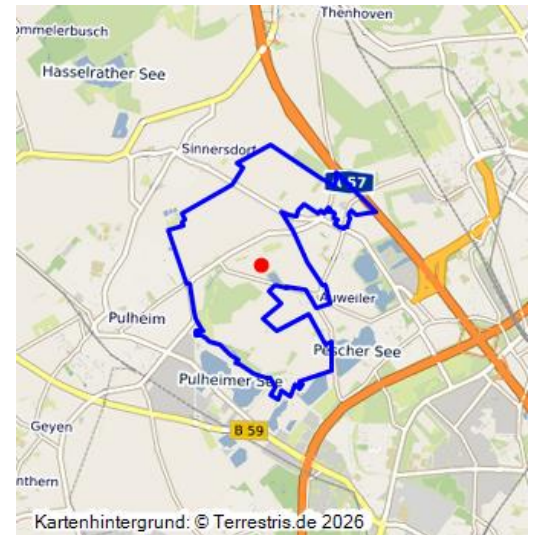 Thenhoven
ommelerbusch
Hasselrather See
Sinnersdorf
57
Auweiler
Pulheim
Pescher See
Pulheimer See
B 59
Geyen
nthern
Kartenhintergrund: © Terrestris.de 2026